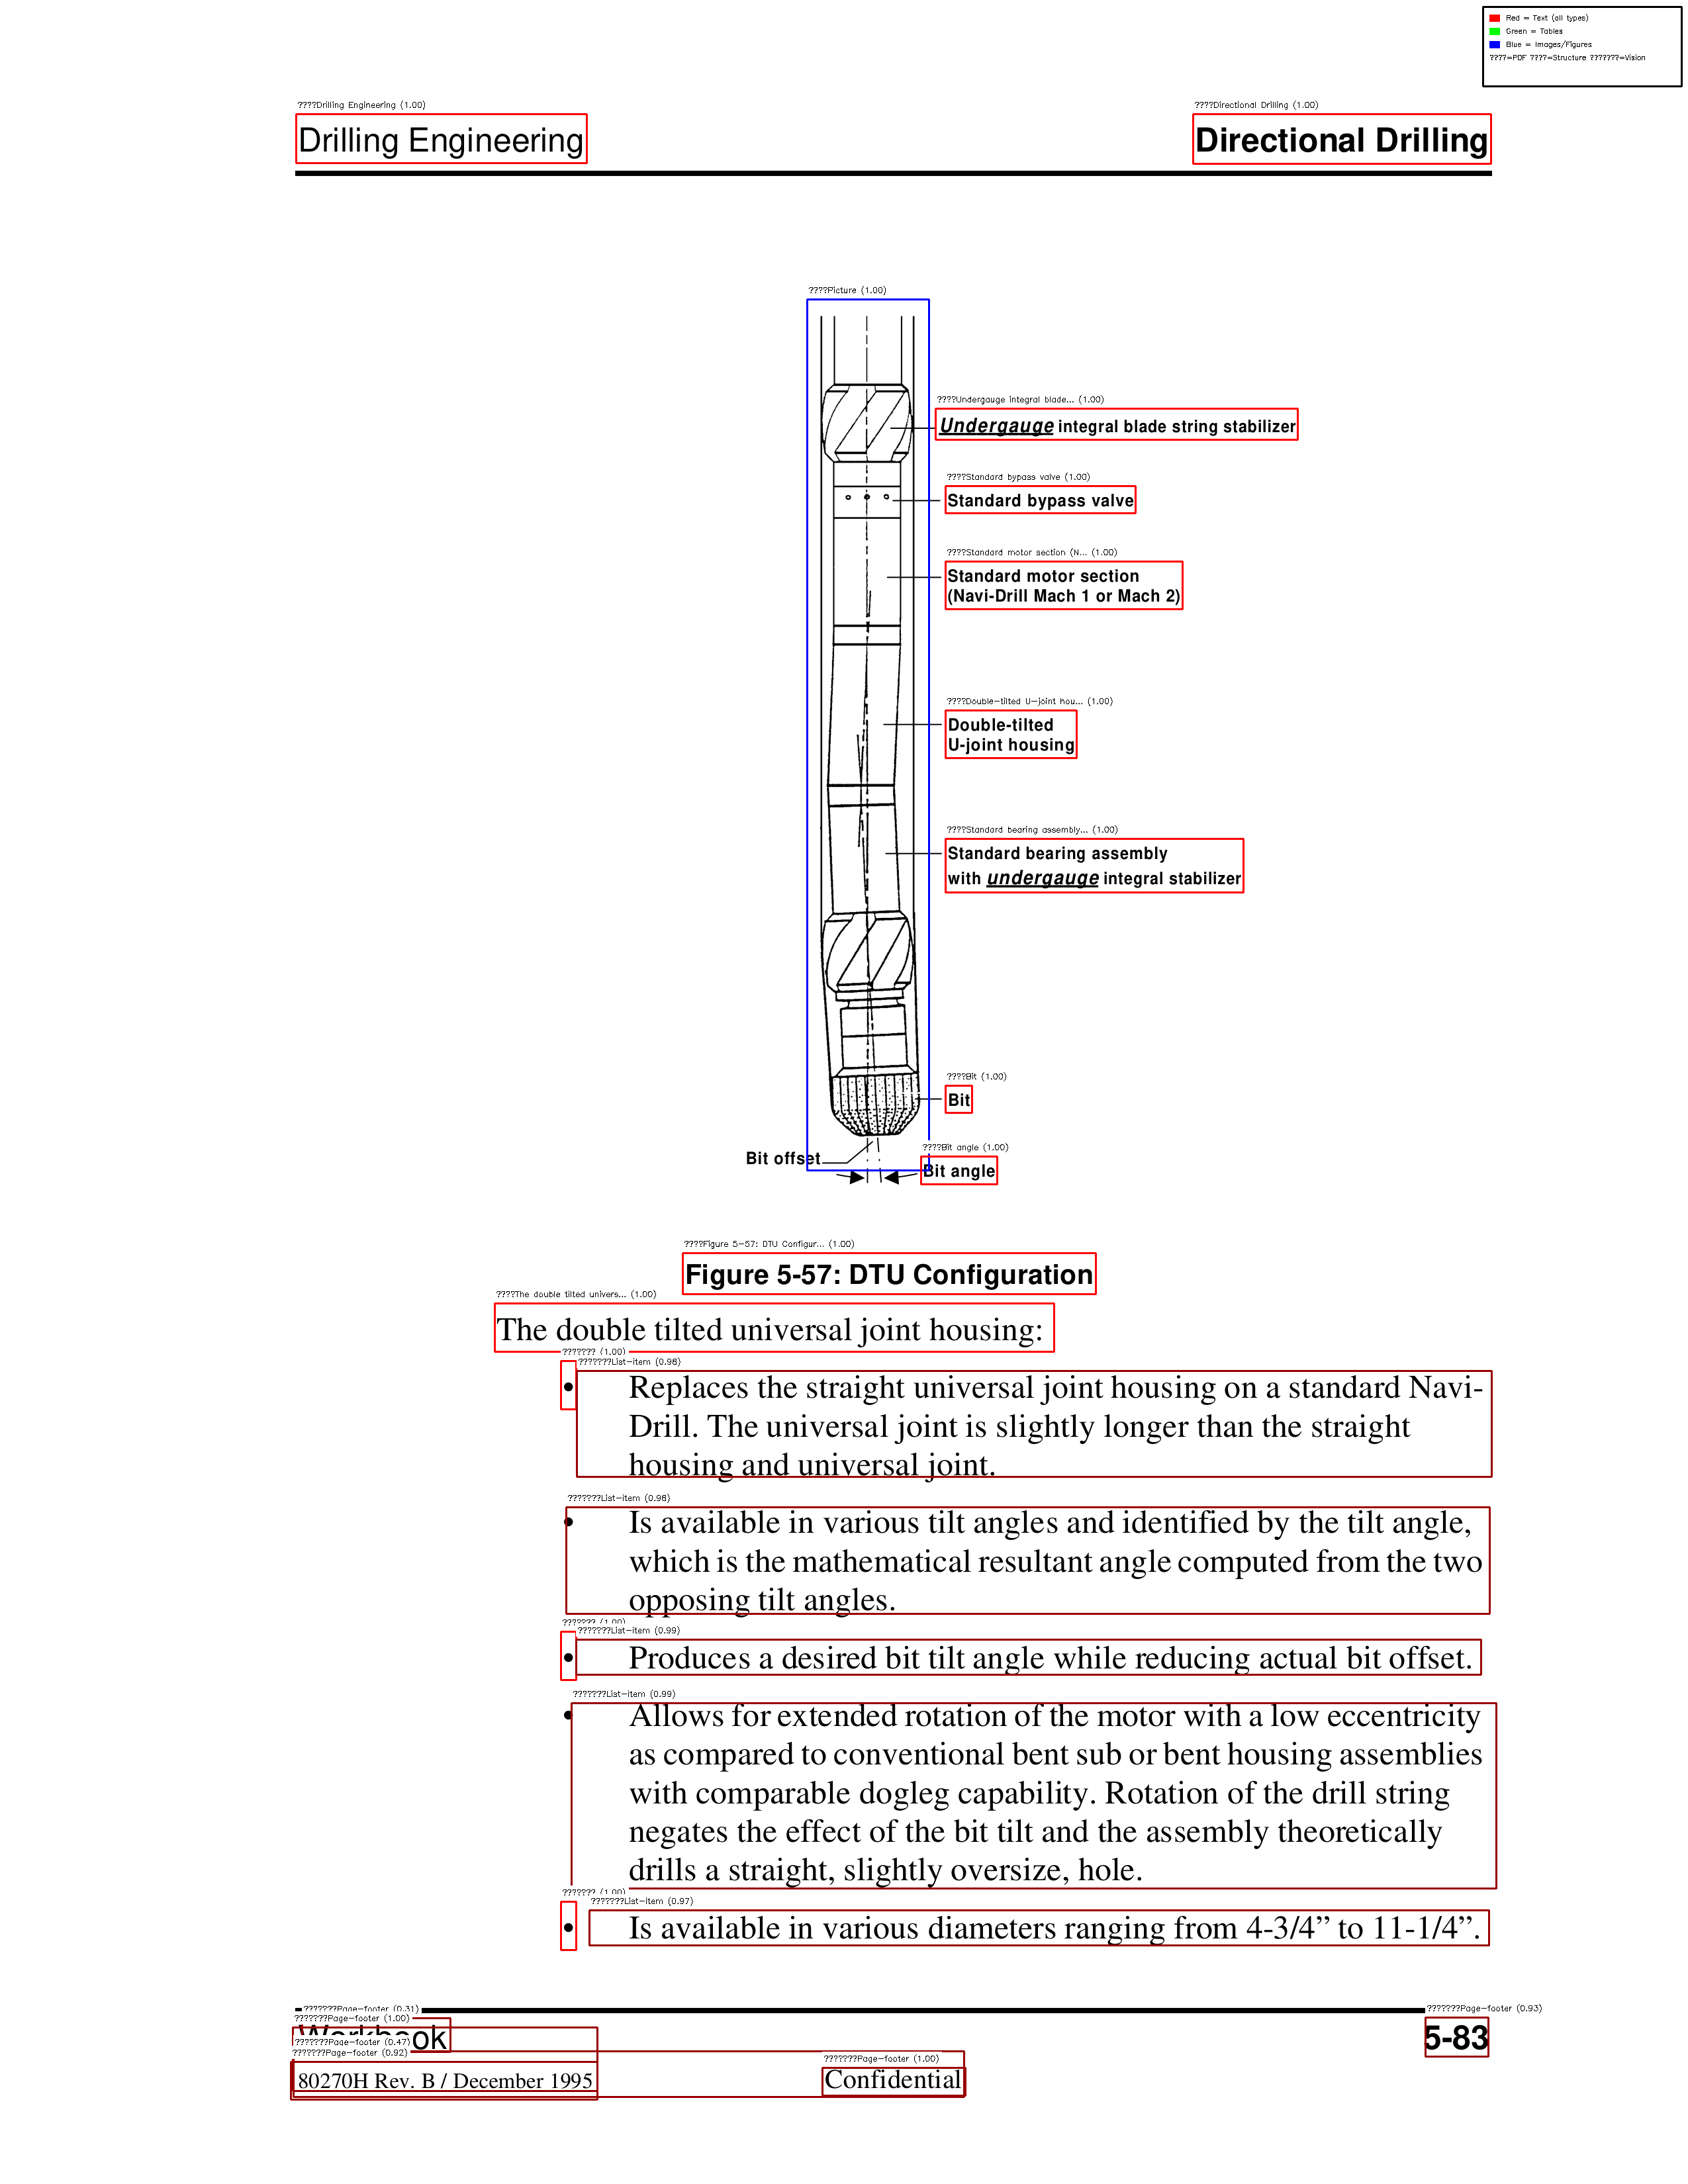 Red = Text (all types)
Green = Tables
Blue = Images/Figures
????=PDF ????=Structure ???????=Vision
????Drilling Engineering (1.00)
????Directional Drilling (1.00)
Drilling Engineering
Directional Drilling
????Picture (1.00)
????Undergauge integral blade... (1.00)
Undergauge integral blade string stabilizer
????Standard bypass valve (1.00)
Standard bypass valve
????Standard motor section (N... (1.00)
Standard motor section
(Navi-Drill Mach 1 or Mach 2)
????Double-tilted U-joint hou... (1.00)
Double-tilted
U-joint housing
????Standard bearing assembly... (1.00)
Standard bearing assembly
with undergauge integral stabilizer
????Bit (1.00)
Bit
????Bit angle (1.00)
Bit offset
Bit angle
????Figure 5-57: DTU Configur... (1.00)
Figure 5-57: DTU Configuration
????The double tilted univers... (1.00)
The double tilted universal joint housing:
??????? (1.00)
???????List-item (0.98)
• Replaces the straight universal joint housing on a standard Navi-
Drill. The universal joint is slightly longer than the straight
housing and universal joint.
???????List-item (0.98)
• Is available in various tilt angles and identified by the tilt angle,
which is the mathematical resultant angle computed from the two
opposing tilt angles.
??????? (1.00)
???????List-item (0.99)
• Produces a desired bit tilt angle while reducing actual bit offset.
???????List-item (0.99)
• Allows for extended rotation of the motor with a low eccentricity
as compared to conventional bent sub or bent housing assemblies
with comparable dogleg capability. Rotation of the drill string
negates the effect of the bit tilt and the assembly theoretically
drills a straight, slightly oversize, hole.
??????? (1.00)
???????List-item (0.97)
• Is available in various diameters ranging from 4-3/4” to 11-1/4”.
???????Page-footer (0.31)
???????Page-footer (0.93)
???????Page-footer (1.00)
Workbook
5-83
???????Page-footer (0.47)
???????Page-footer (0.92)
???????Page-footer (1.00)
80270H Rev. B / December 1995
Confidential